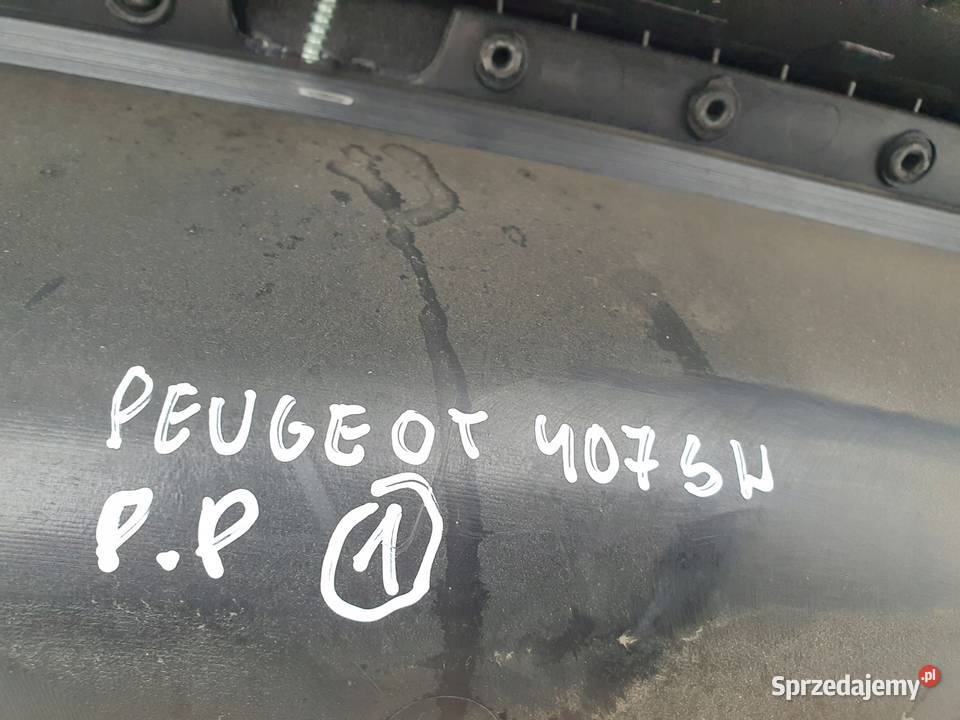 PEUGEOT 407 SW
P.P 1
Sprzedajemy.pl